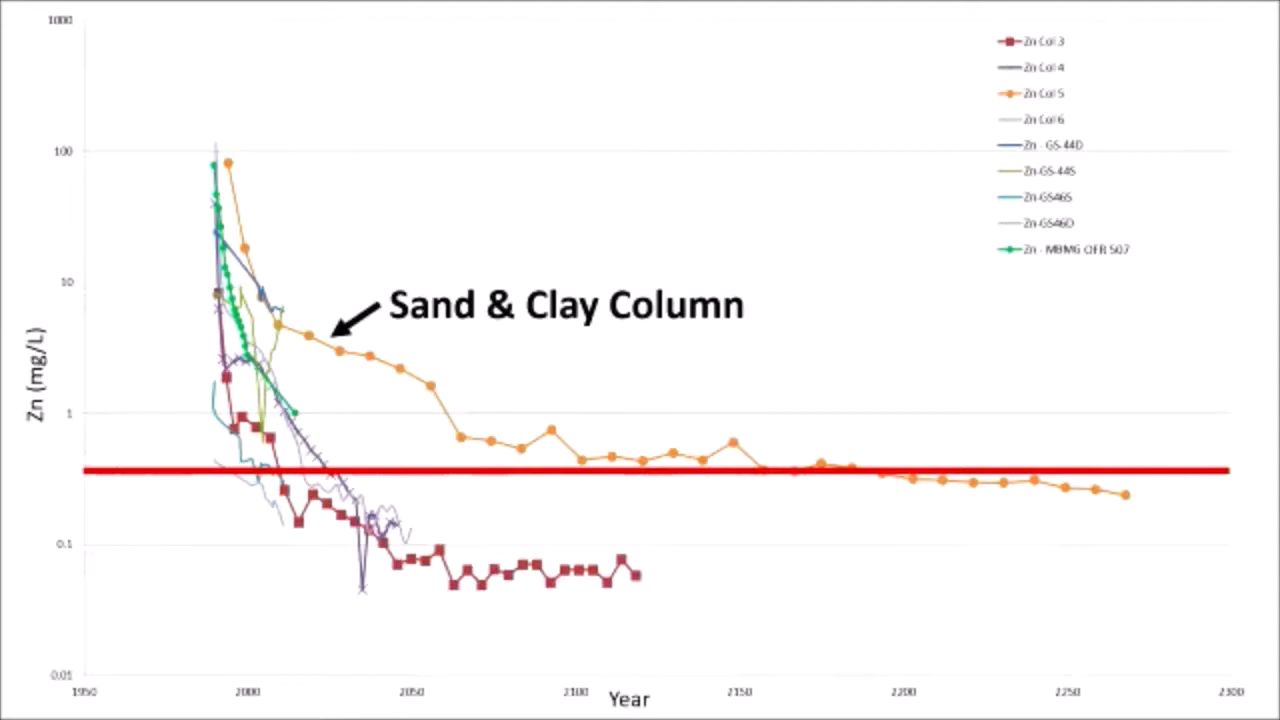 1000
100
10
1
0.1
0.01
Zn (mg/L)
1950
2000
2050
2100
2150
2200
2250
2300
Year
Sand & Clay Column
Zn Col 3
Zn Col 4
Zn Col 5
Zn Col 6
Zn - GS-44D
Zn-GS-44S
Zn-GS46S
Zn-GS46D
Zn - MBMG OFR 507